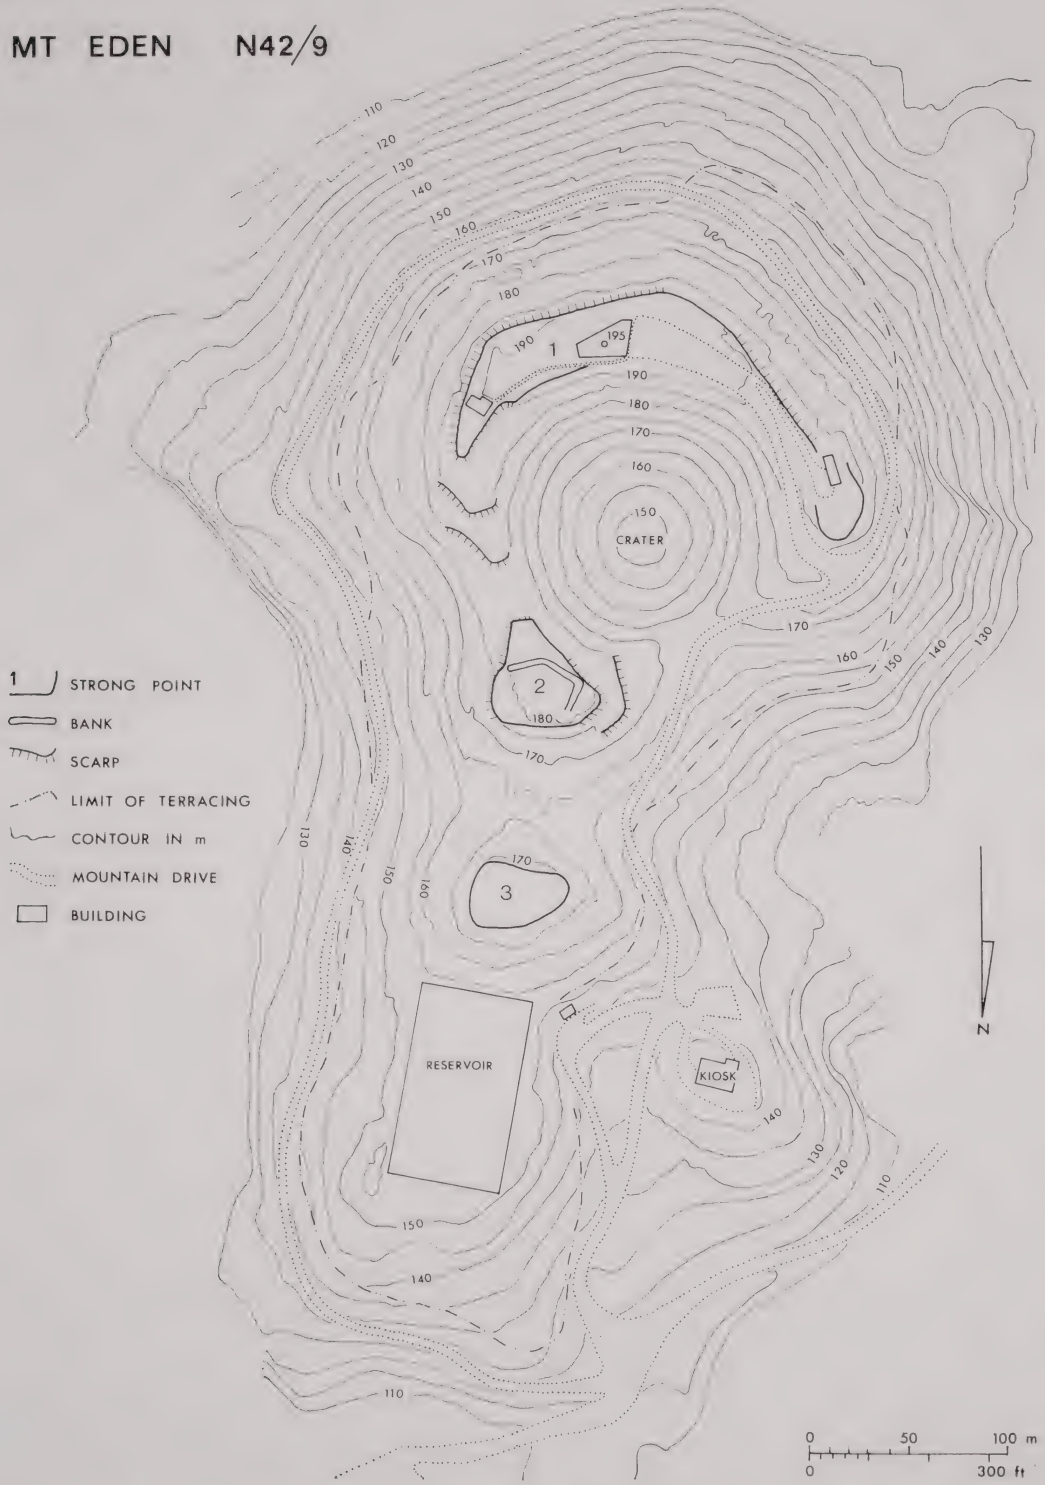 MT EDEN N42/9
110
120
130
140
150
160
170
180
190
1
195
190
180
170
160
150
CRATER
170
160
150
140
130
2
180
170
1 STRONG POINT
BANK
SCARP
LIMIT OF TERRACING
CONTOUR IN m
MOUNTAIN DRIVE
BUILDING
130
140
150
160
170
3
N
RESERVOIR
KIOSK
140
130
120
110
150
140
110
0 50 100 m
0 300 ft